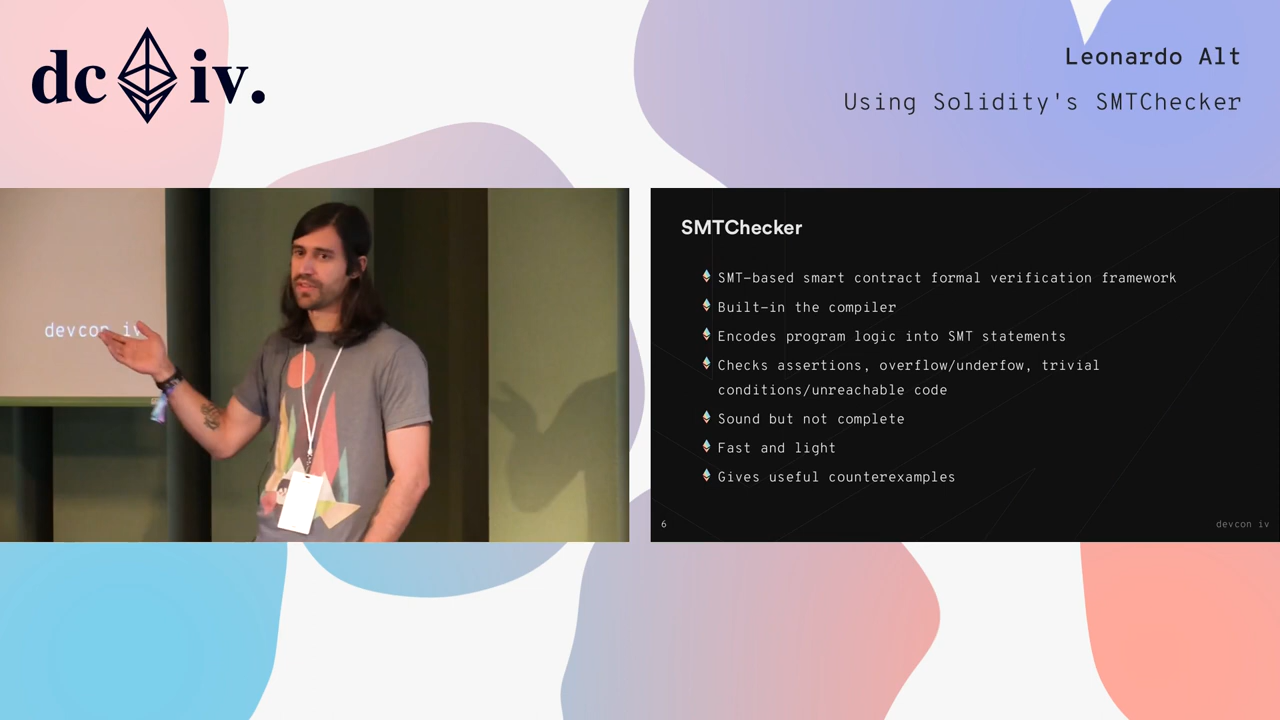 dc iv.
Leonardo Alt
Using Solidity's SMTChecker
devcon iv
SMTChecker
SMT-based smart contract formal verification framework
Built-in the compiler
Encodes program logic into SMT statements
Checks assertions, overflow/underfow, trivial
conditions/unreachable code
Sound but not complete
Fast and light
Gives useful counterexamples
6
devcon iv